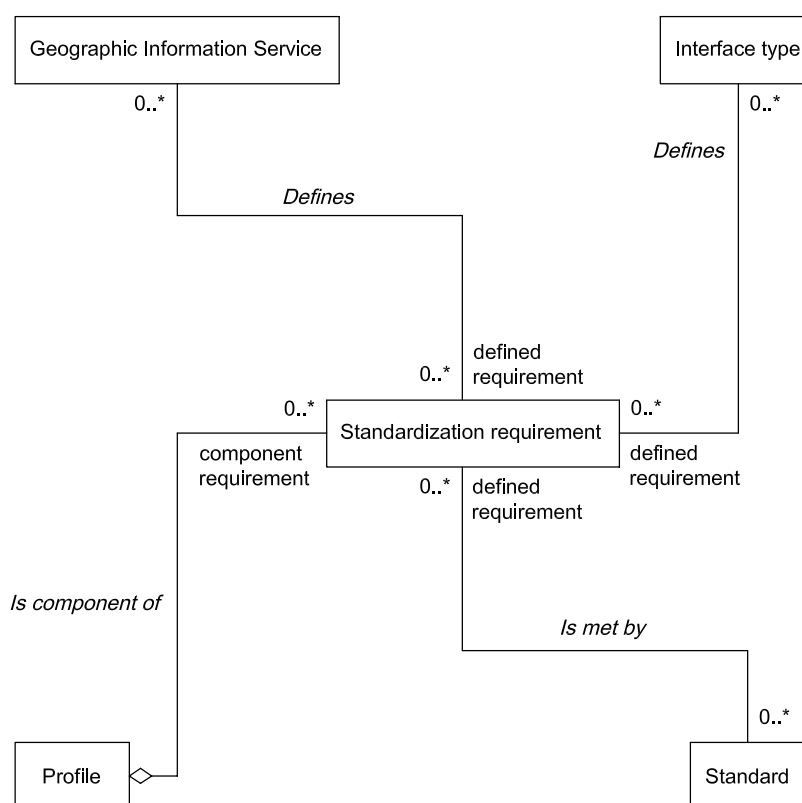 Geographic Information Service
Interface type
0..*
0..*
Defines
Defines
defined
requirement
0..*
0..*
0..*
Standardization requirement
component
requirement
defined
requirement
0..*
defined
requirement
Is component of
Is met by
0..*
Profile
Standard